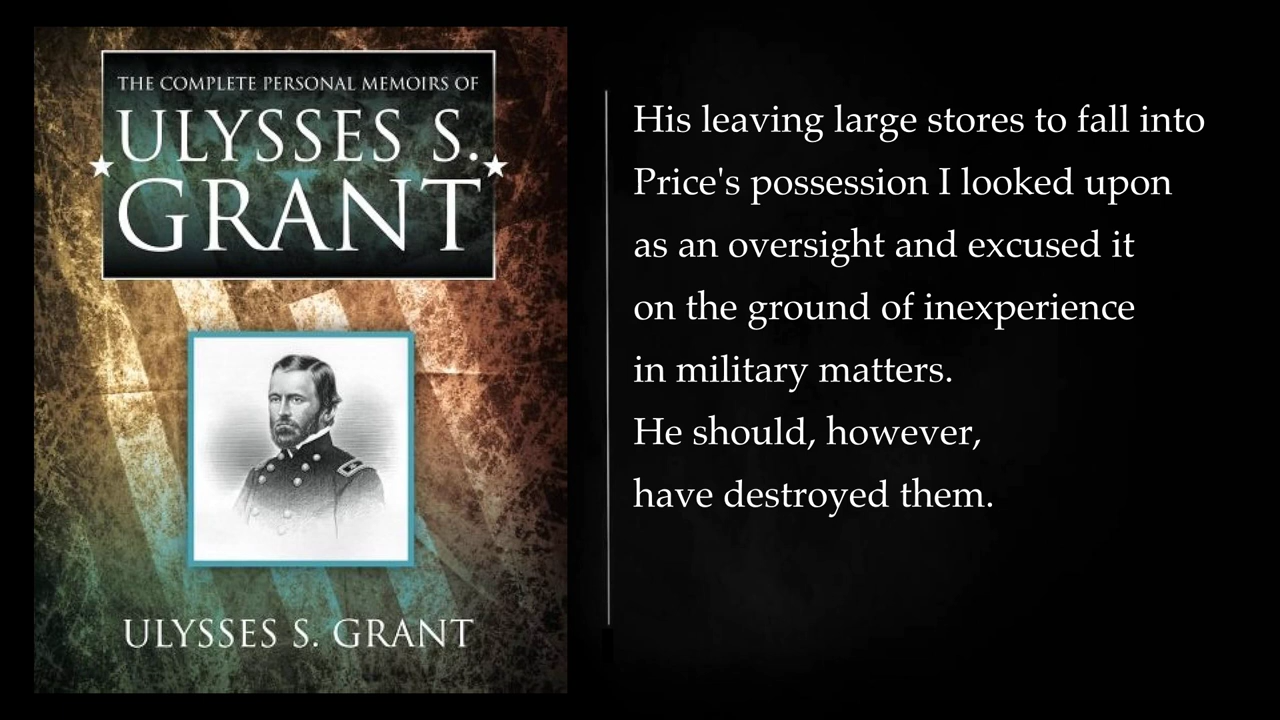 THE COMPLETE PERSONAL MEMOIRS OF
ULYSSES S.
GRANT
ULYSSES S. GRANT
His leaving large stores to fall into
Price's possession I looked upon
as an oversight and excused it
on the ground of inexperience
in military matters.
He should, however,
have destroyed them.